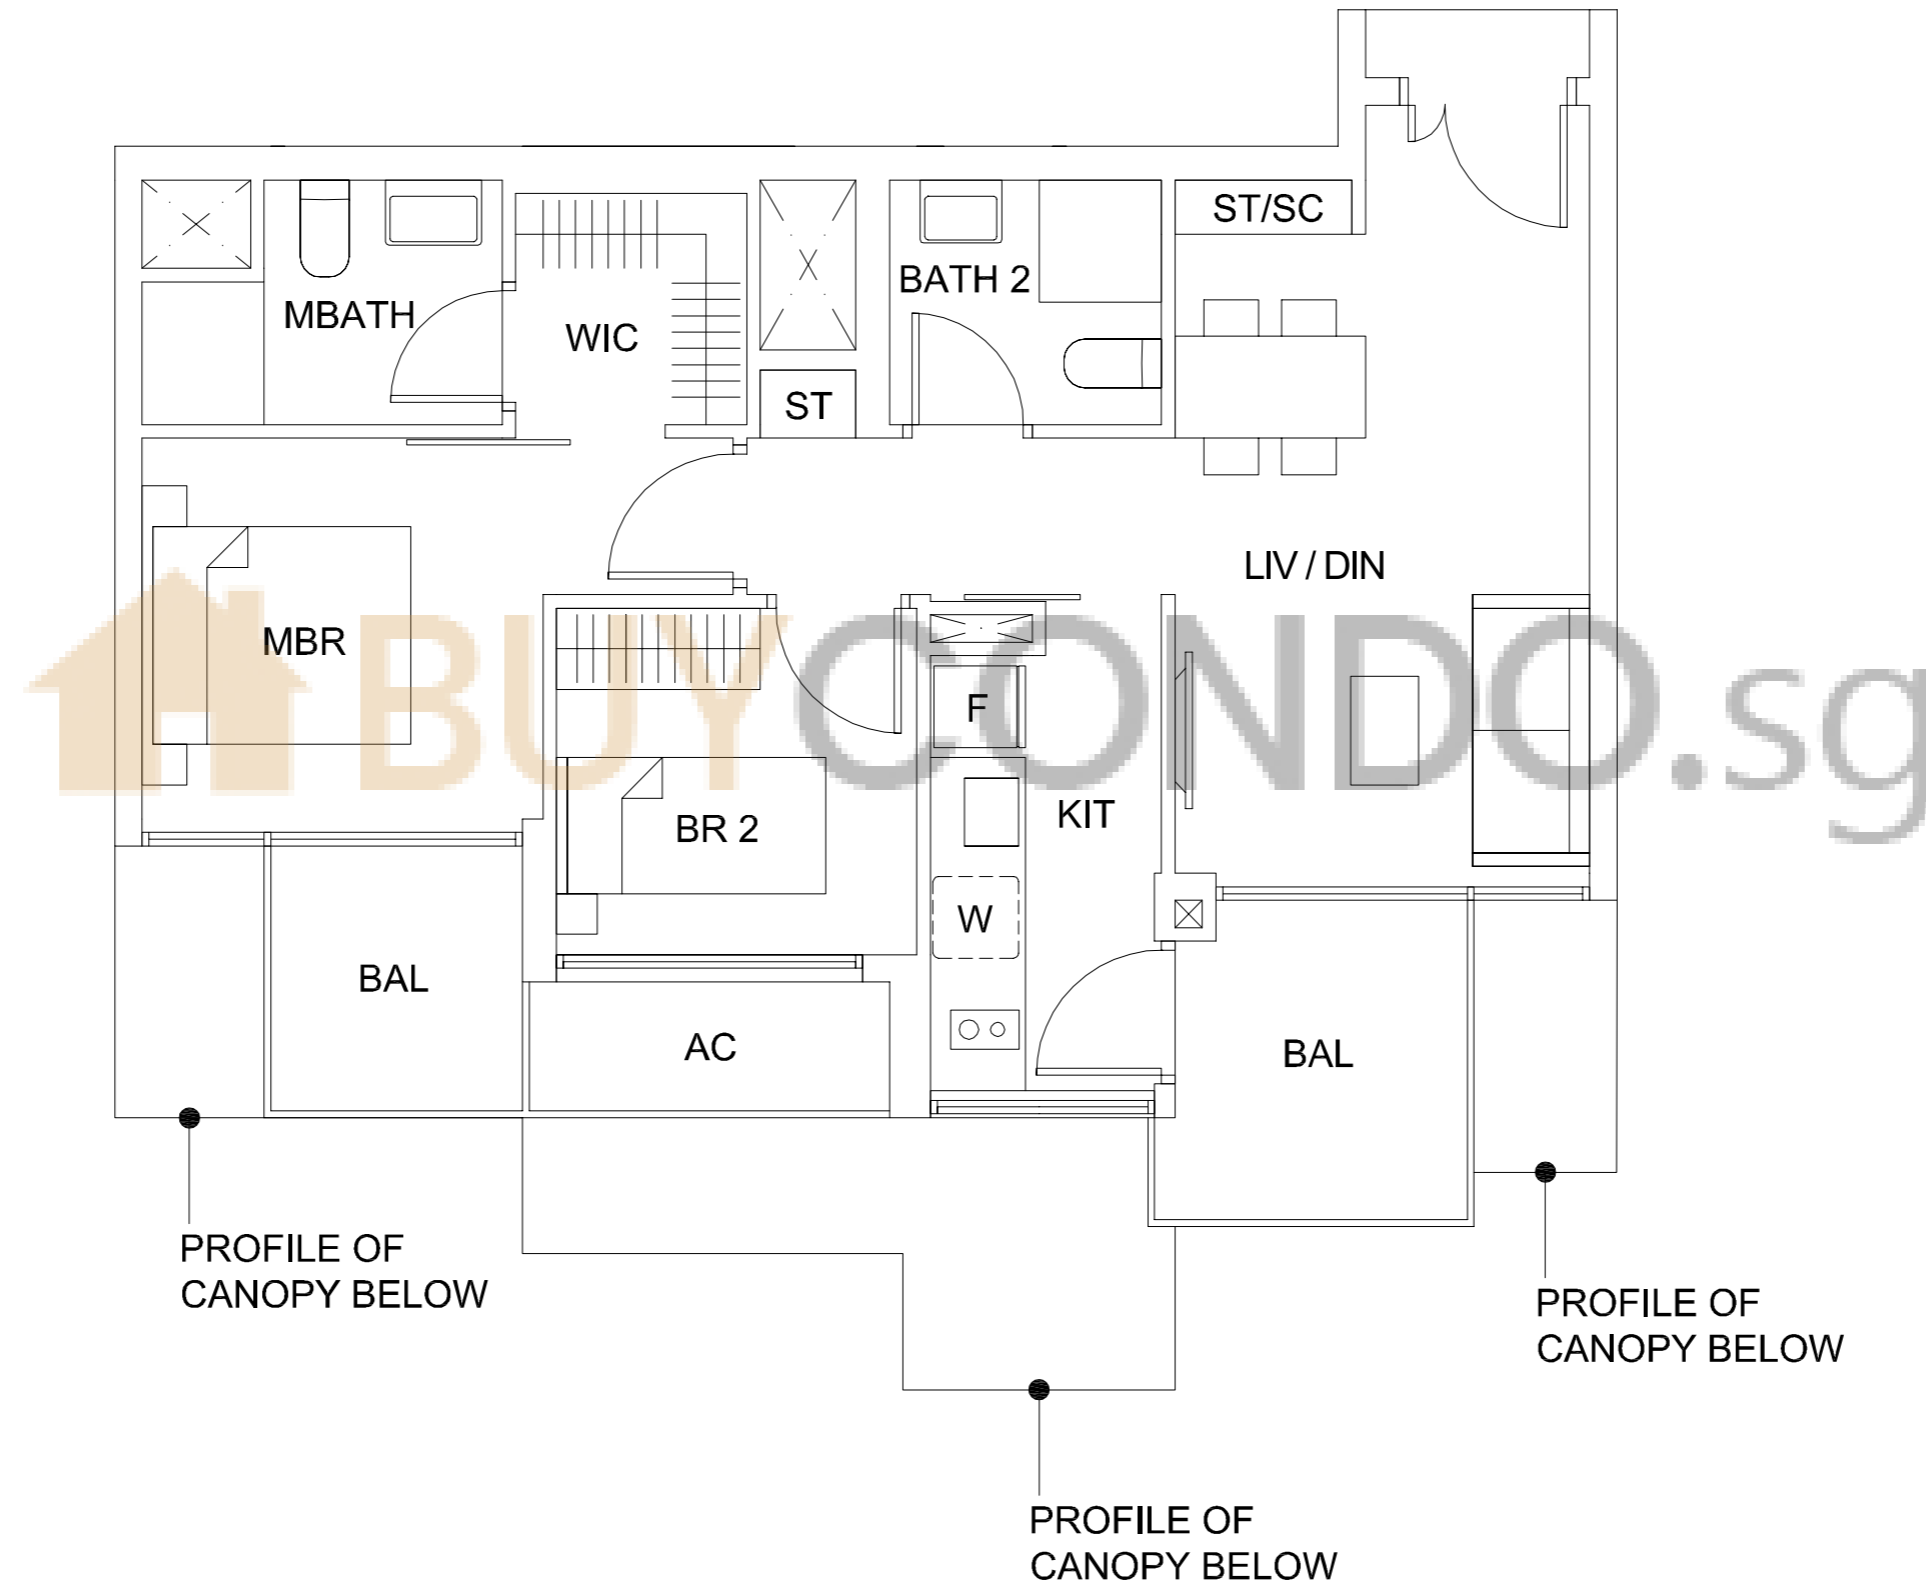 ST/SC
BATH 2
MBATH
WIC
ST
LIV / DIN
MBR
BUYCONDO.sg
F
KIT
BR 2
W
BAL
AC
BAL
PROFILE OF
CANOPY BELOW
PROFILE OF
CANOPY BELOW
PROFILE OF
CANOPY BELOW